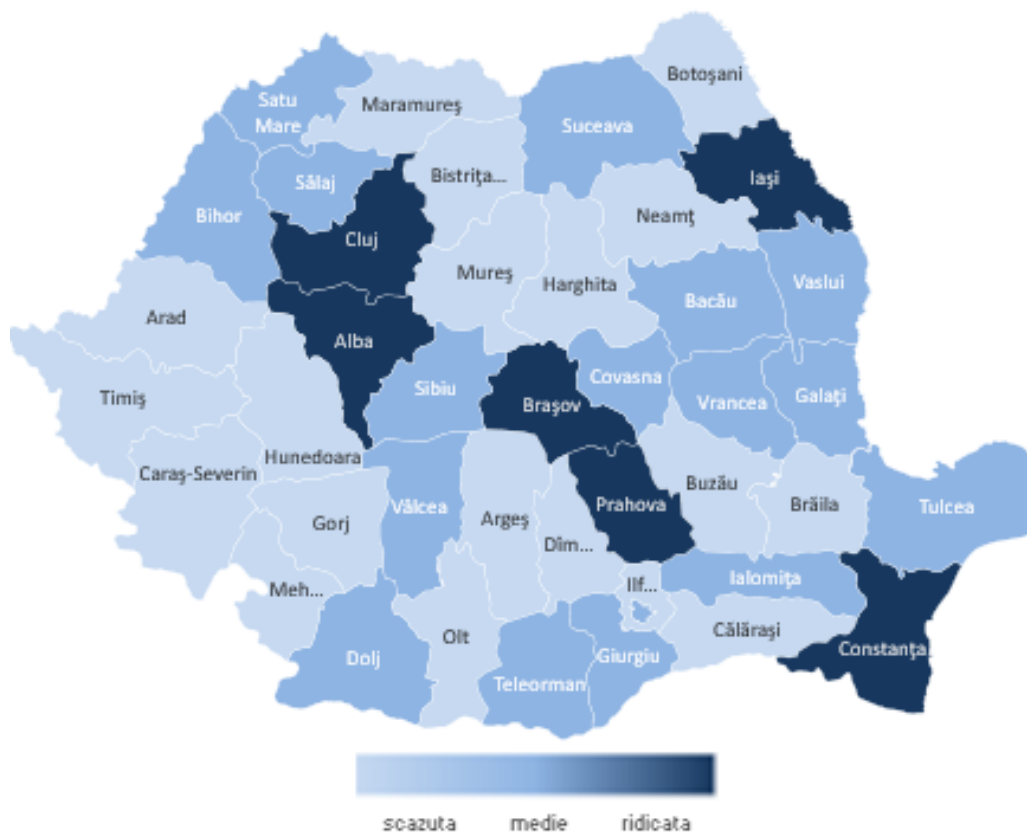 Botoşani
Satu
Mare
Maramureş
Suceava
Iaşi
Bistriţa...
Sălaj
Bihor
Neamţ
Cluj
Mureş
Harghita
Vaslui
Bacău
Arad
Alba
Covasna
Sibiu
Timiş
Braşov
Vrancea
Galaţi
Hunedoara
Caraş-Severin
Buzău
Vâlcea
Prahova
Brăila
Tulcea
Argeş
Gorj
Dîm...
Ialomiţa
Ilf...
Meh...
Olt
Călăraşi
Constanţa
Dolj
Giurgiu
Teleorman
scazuta medie ridicata